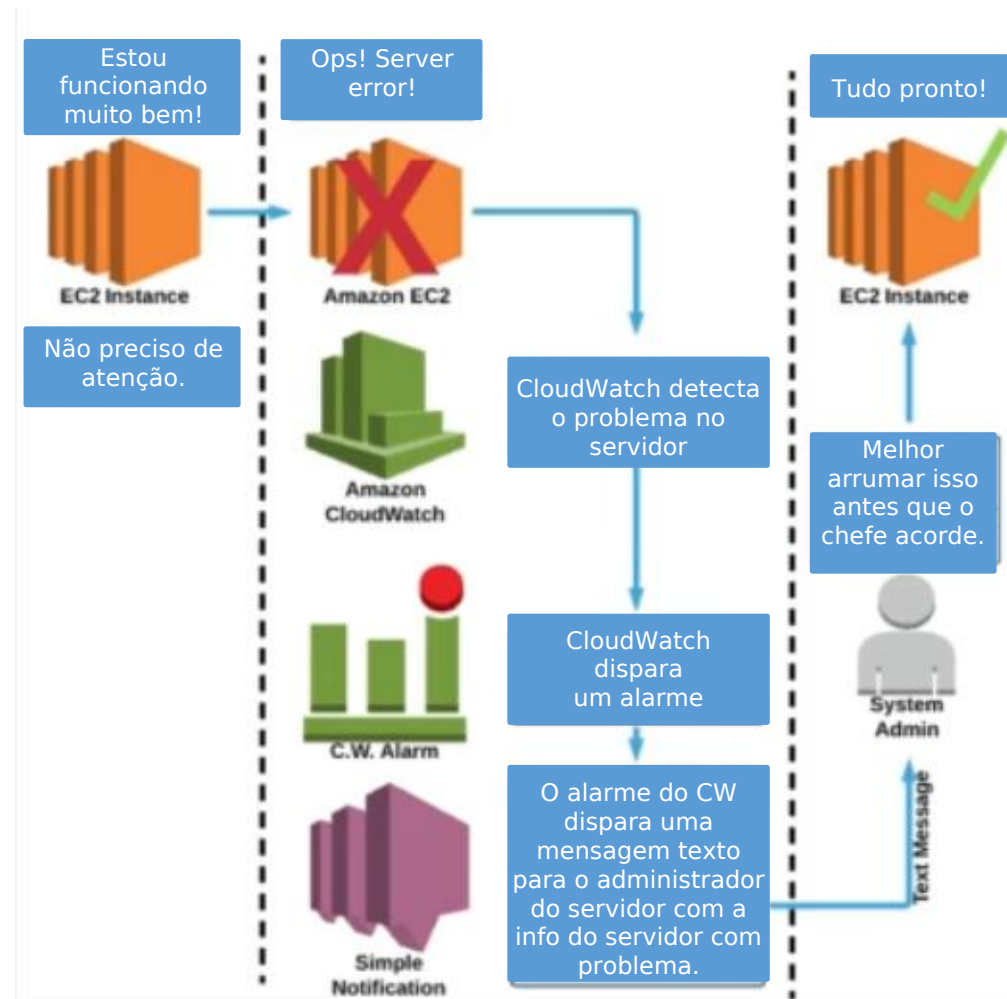 Estou
funcionando
muito bem!
EC2 Instance
Não preciso de
atenção.
Ops! Server
error!
Amazon EC2
Amazon
CloudWatch
C.W. Alarm
Simple
Notification
CloudWatch detecta
o problema no
servidor
CloudWatch
dispara
um alarme
O alarme do CW
dispara uma
mensagem texto
para o administrador
do servidor com a
info do servidor com
problema.
Tudo pronto!
EC2 Instance
Melhor
arrumar isso
antes que o
chefe acorde.
System
Admin
Text Message